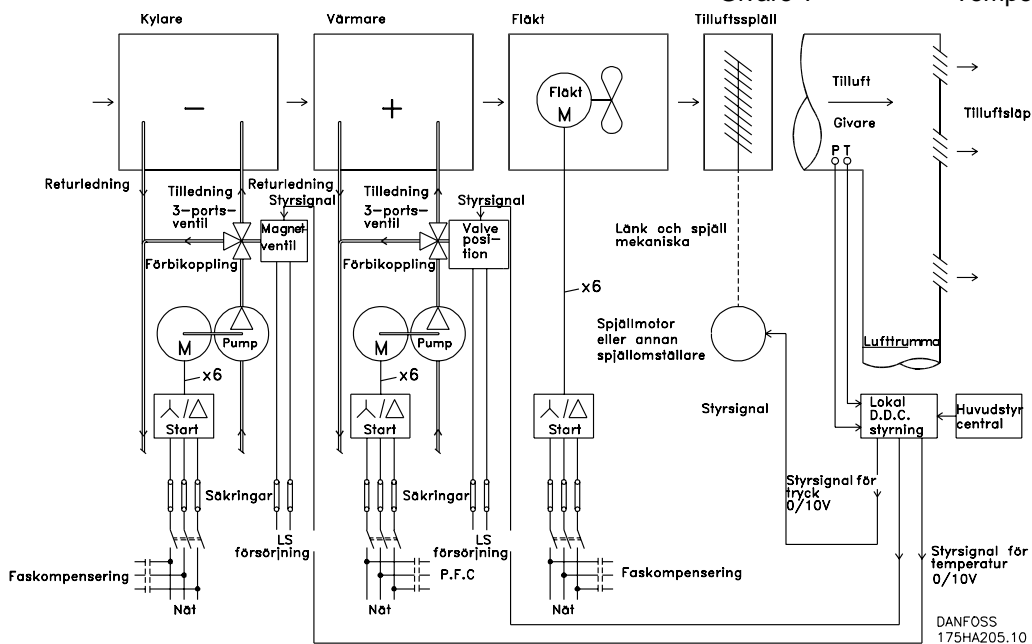 Kylare
Värmare
Fläkt
Tilluftsspläll
−
+
Fläkt
M
Tilluft
Givare
P T
Tilluftsläp
Returledning
Tilledning
3-ports-
ventil
Returledning
Styrsignal
Tilledning
3-ports-
ventil
Styrsignal
Magnet-
ventil
Valve
posi-
tion
Länk och spjäll
mekaniska
Förbikoppling
Förbikoppling
x6
M
Pump
M
Pump
Spjällmotor
eller annan
spjällomställare
Lufttrumma
x6
x6
Start
Start
Start
Styrsignal
Lokal
D.D.C.
styrning
Huvudstyr
central
Säkringar
Säkringar
Styrsignal för
tryck
0/10V
LS
försörjning
LS
försörjning
Styrsignal för
temperatur
0/10V
Faskompensering
P.F.C
Faskompensering
Nät
Nät
Nät
DANFOSS
175HA205.10